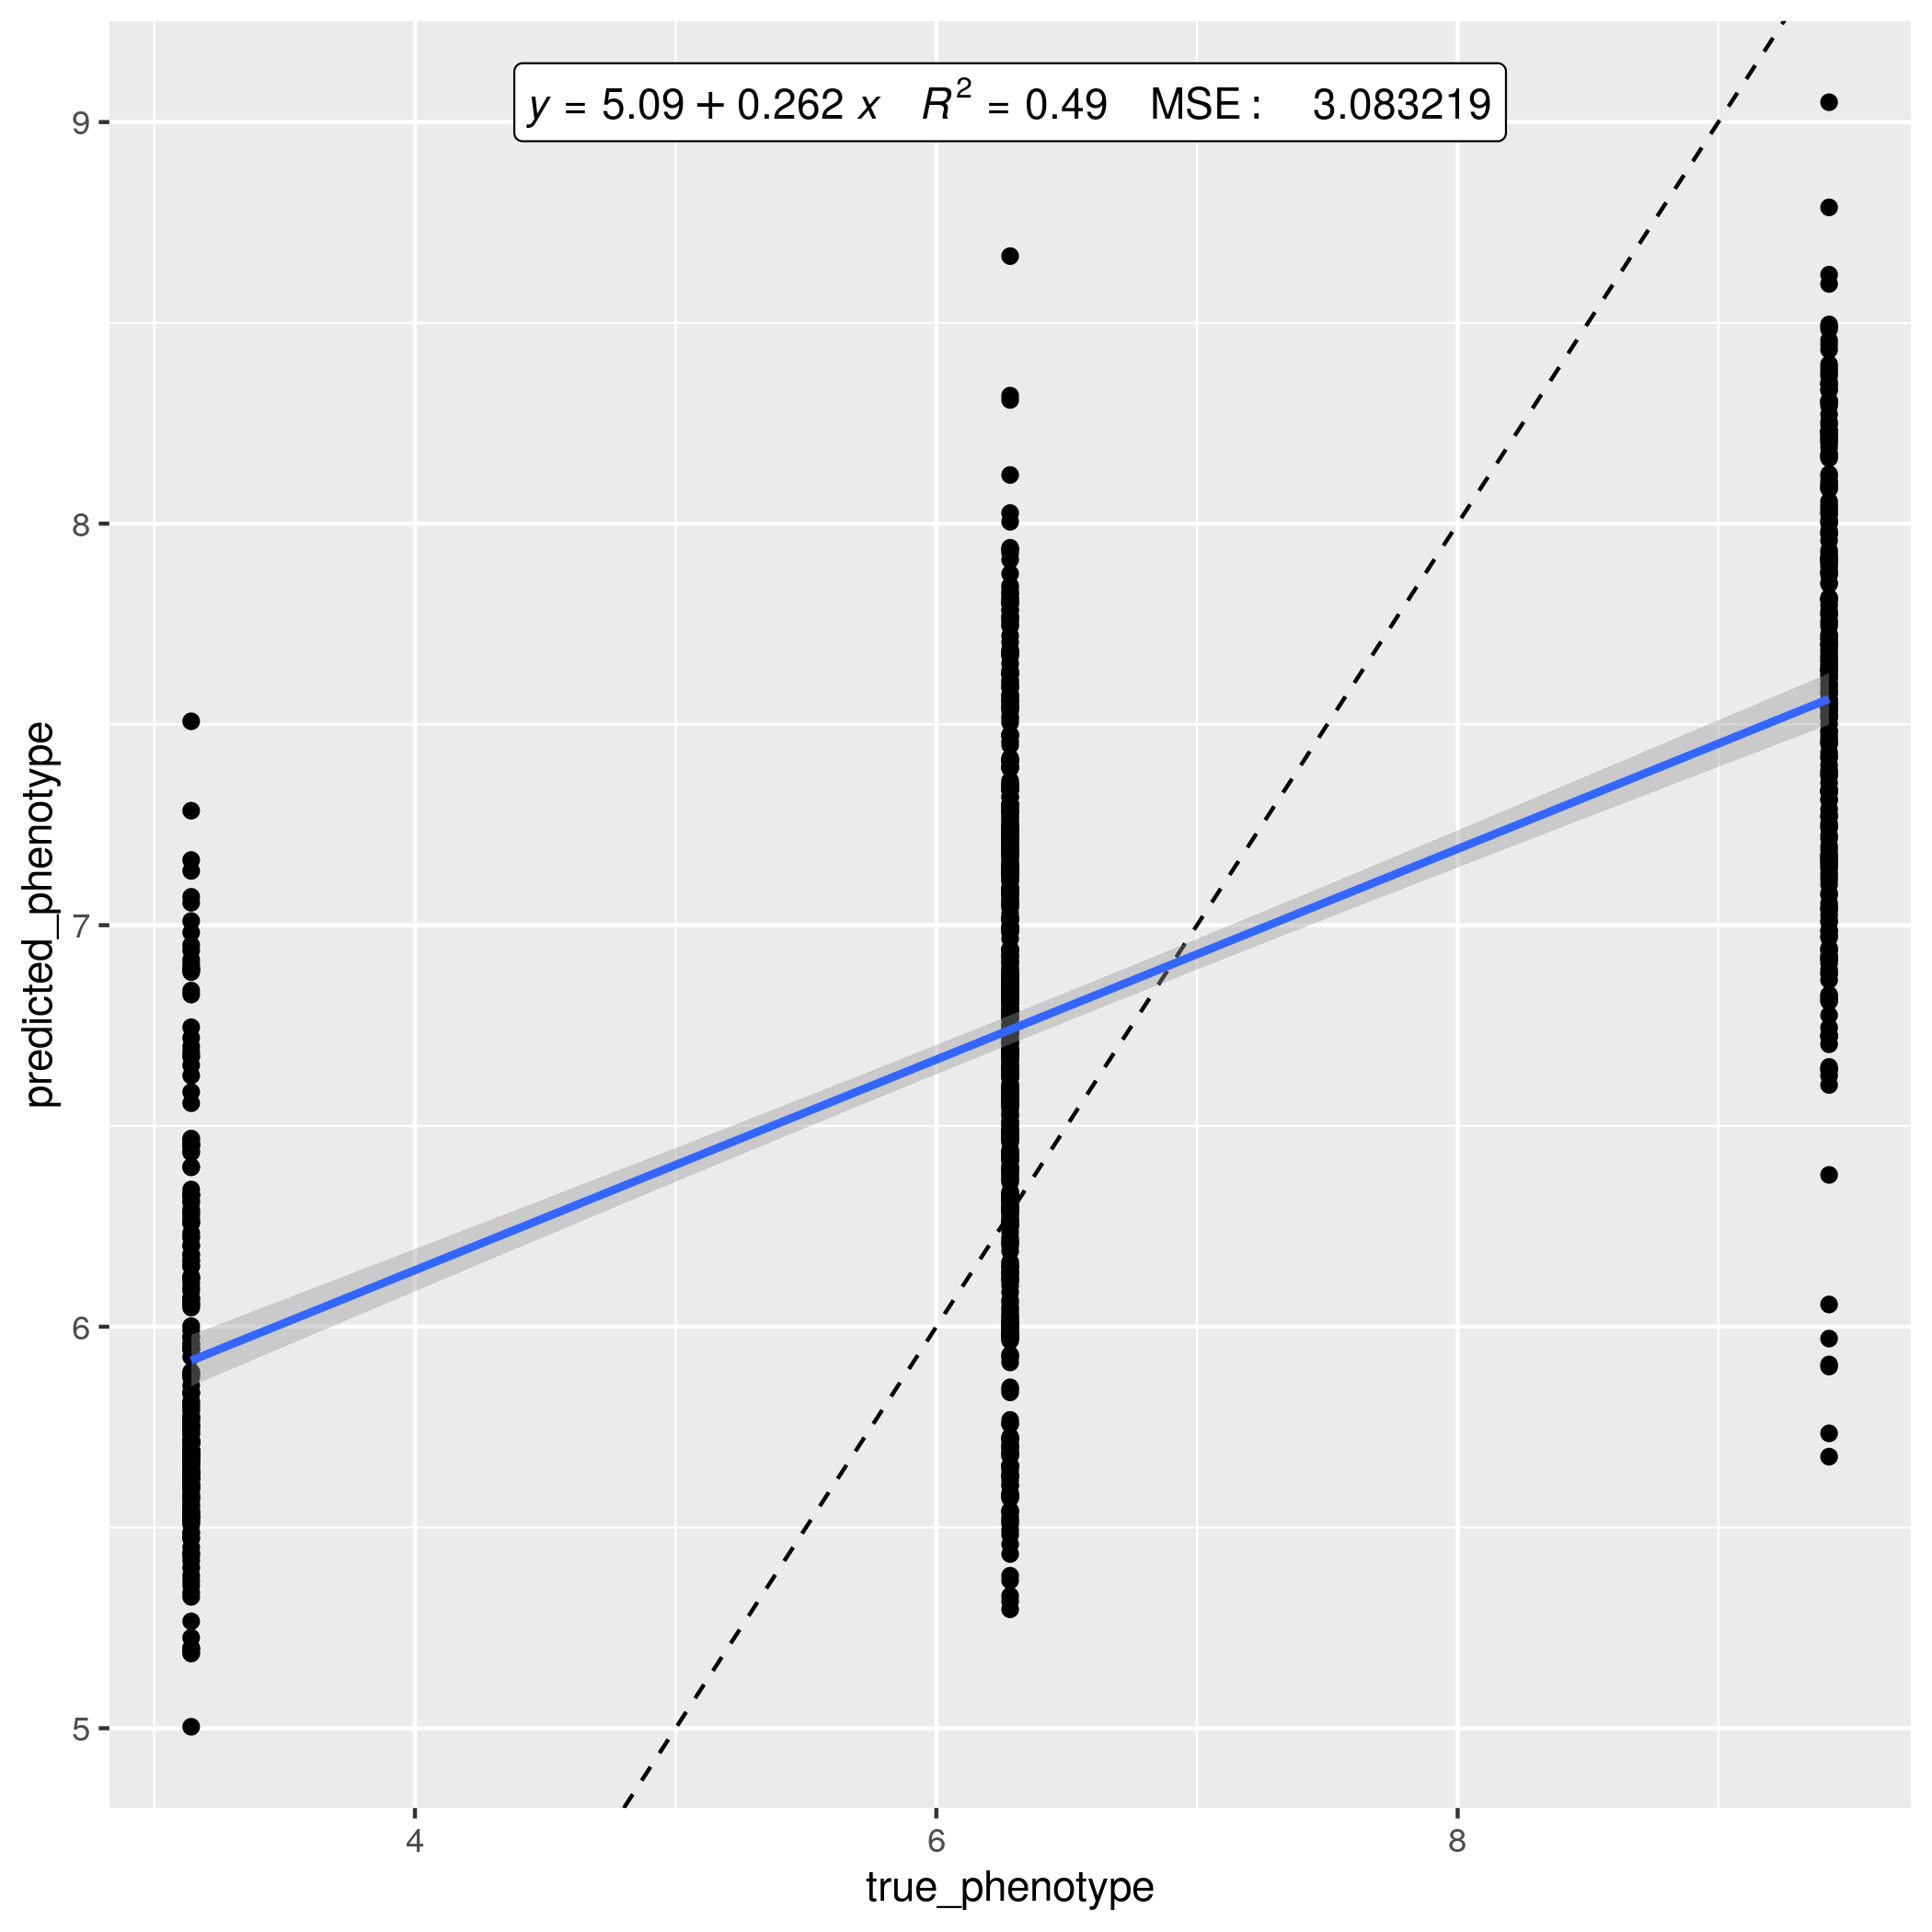 y = 5.09 + 0.262 x R² = 0.49 MSE : 3.083219
9
8
7
6
5
predicted_phenotype
4 6 8
true_phenotype